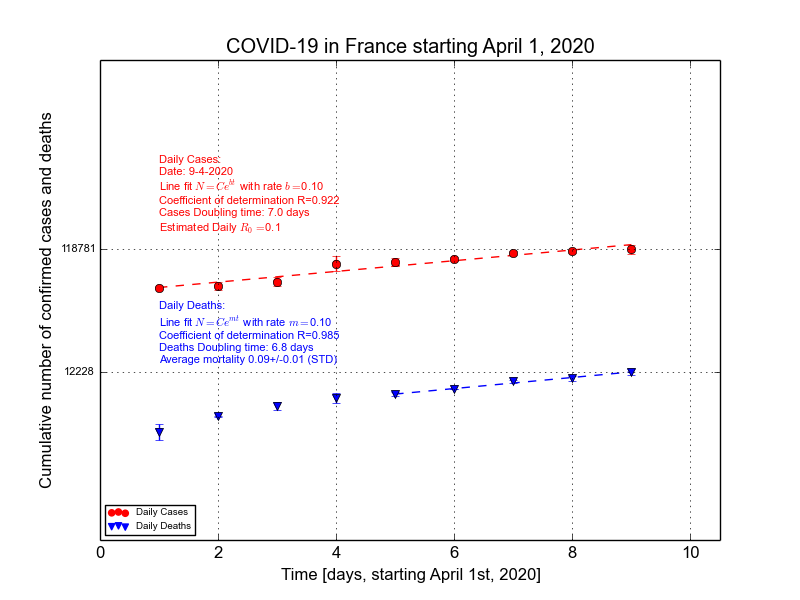 COVID-19 in France starting April 1, 2020
Cumulative number of confirmed cases and deaths
Daily Cases:
Date: 9-4-2020
Line fit N=Ce^{bt} with rate b=0.10
Coefficient of determination R=0.922
Cases Doubling time: 7.0 days
Estimated Daily R_0=0.1
118781
Daily Deaths:
Line fit N=Ce^{mt} with rate m=0.10
Coefficient of determination R=0.985
Deaths Doubling time: 6.8 days
Average mortality 0.09+/-0.01 (STD)
12228
Daily Cases
Daily Deaths
0 2 4 6 8 10
Time [days, starting April 1st, 2020]